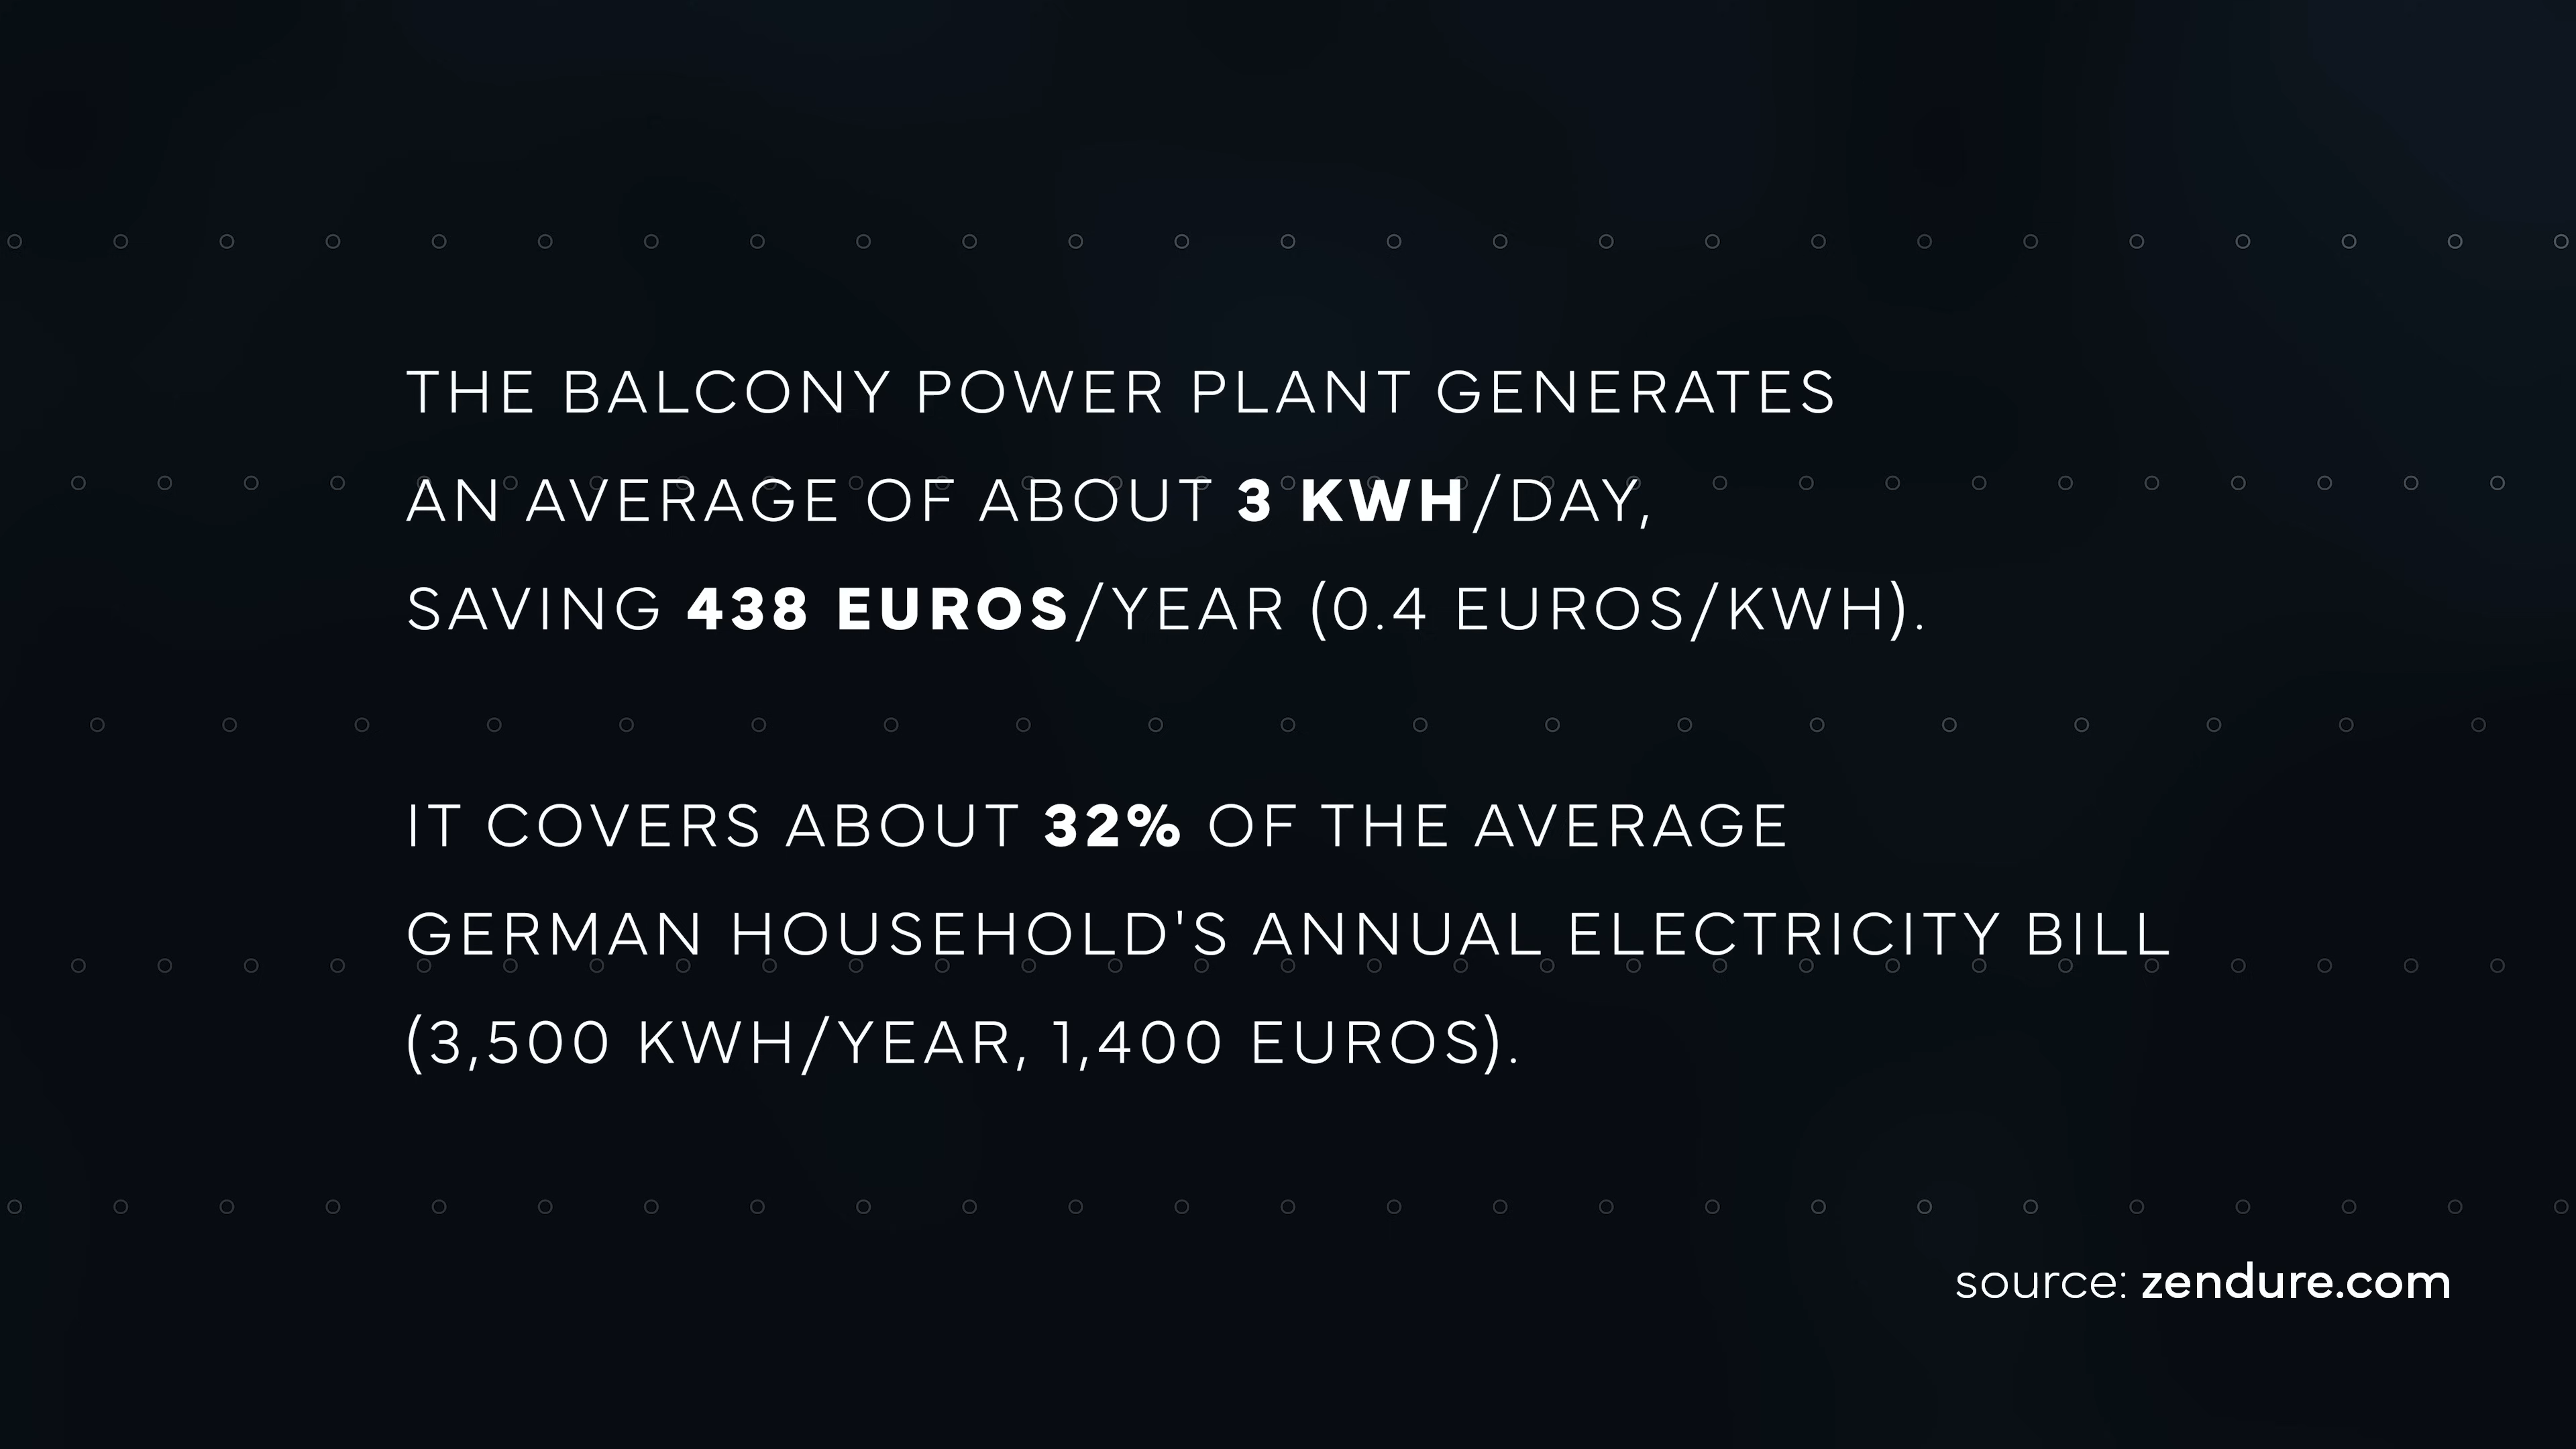 THE BALCONY POWER PLANT GENERATES
AN AVERAGE OF ABOUT 3 KWH/DAY,
SAVING 438 EUROS/YEAR (0.4 EUROS/KWH).
IT COVERS ABOUT 32% OF THE AVERAGE
GERMAN HOUSEHOLD'S ANNUAL ELECTRICITY BILL
(3,500 KWH/YEAR, 1,400 EUROS).
source: zendure.com